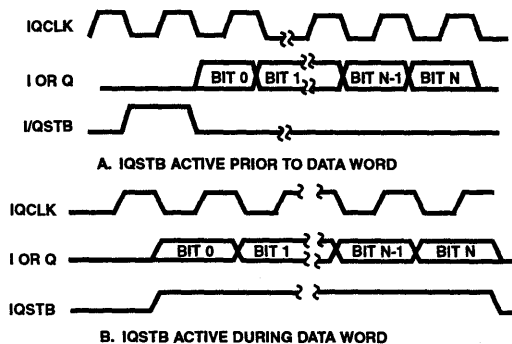 IQCLK
I OR Q BIT 0 BIT 1 BIT N-1 BIT N
I/QSTB
A. IQSTB ACTIVE PRIOR TO DATA WORD
IQCLK
I OR Q BIT 0 BIT 1 BIT N-1 BIT N
IQSTB
B. IQSTB ACTIVE DURING DATA WORD